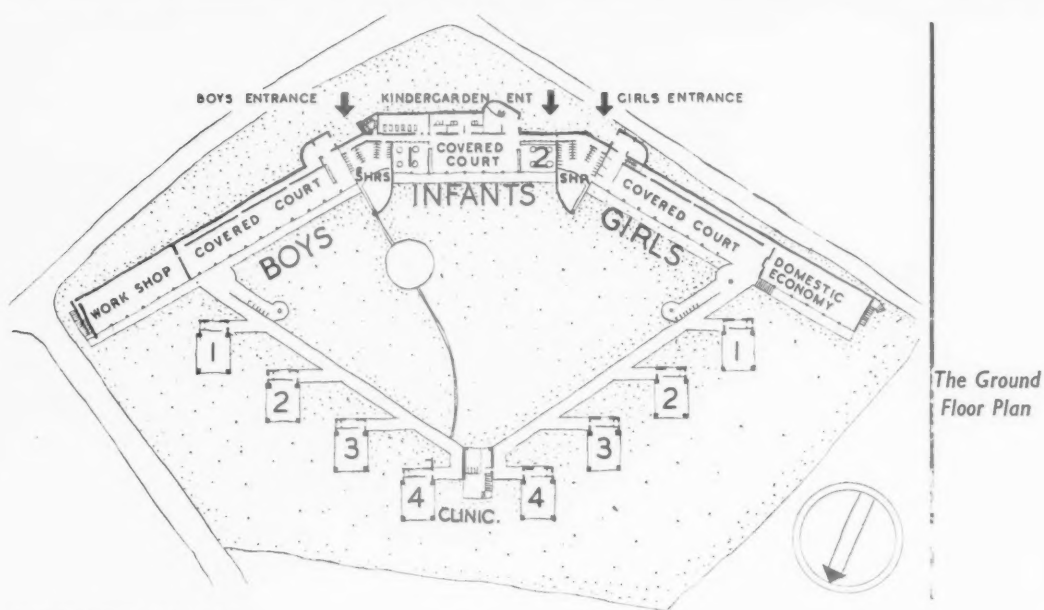 BOYS ENTRANCE
KINDERGARDEN ENT
GIRLS ENTRANCE
COVERED
COURT
1
2
SHRS
SHR
INFANTS
COVERED COURT
BOYS
WORK SHOP
GIRLS
COVERED COURT
DOMESTIC
ECONOMY
1
2
3
4
1
2
3
4
CLINIC.
The Ground
Floor Plan